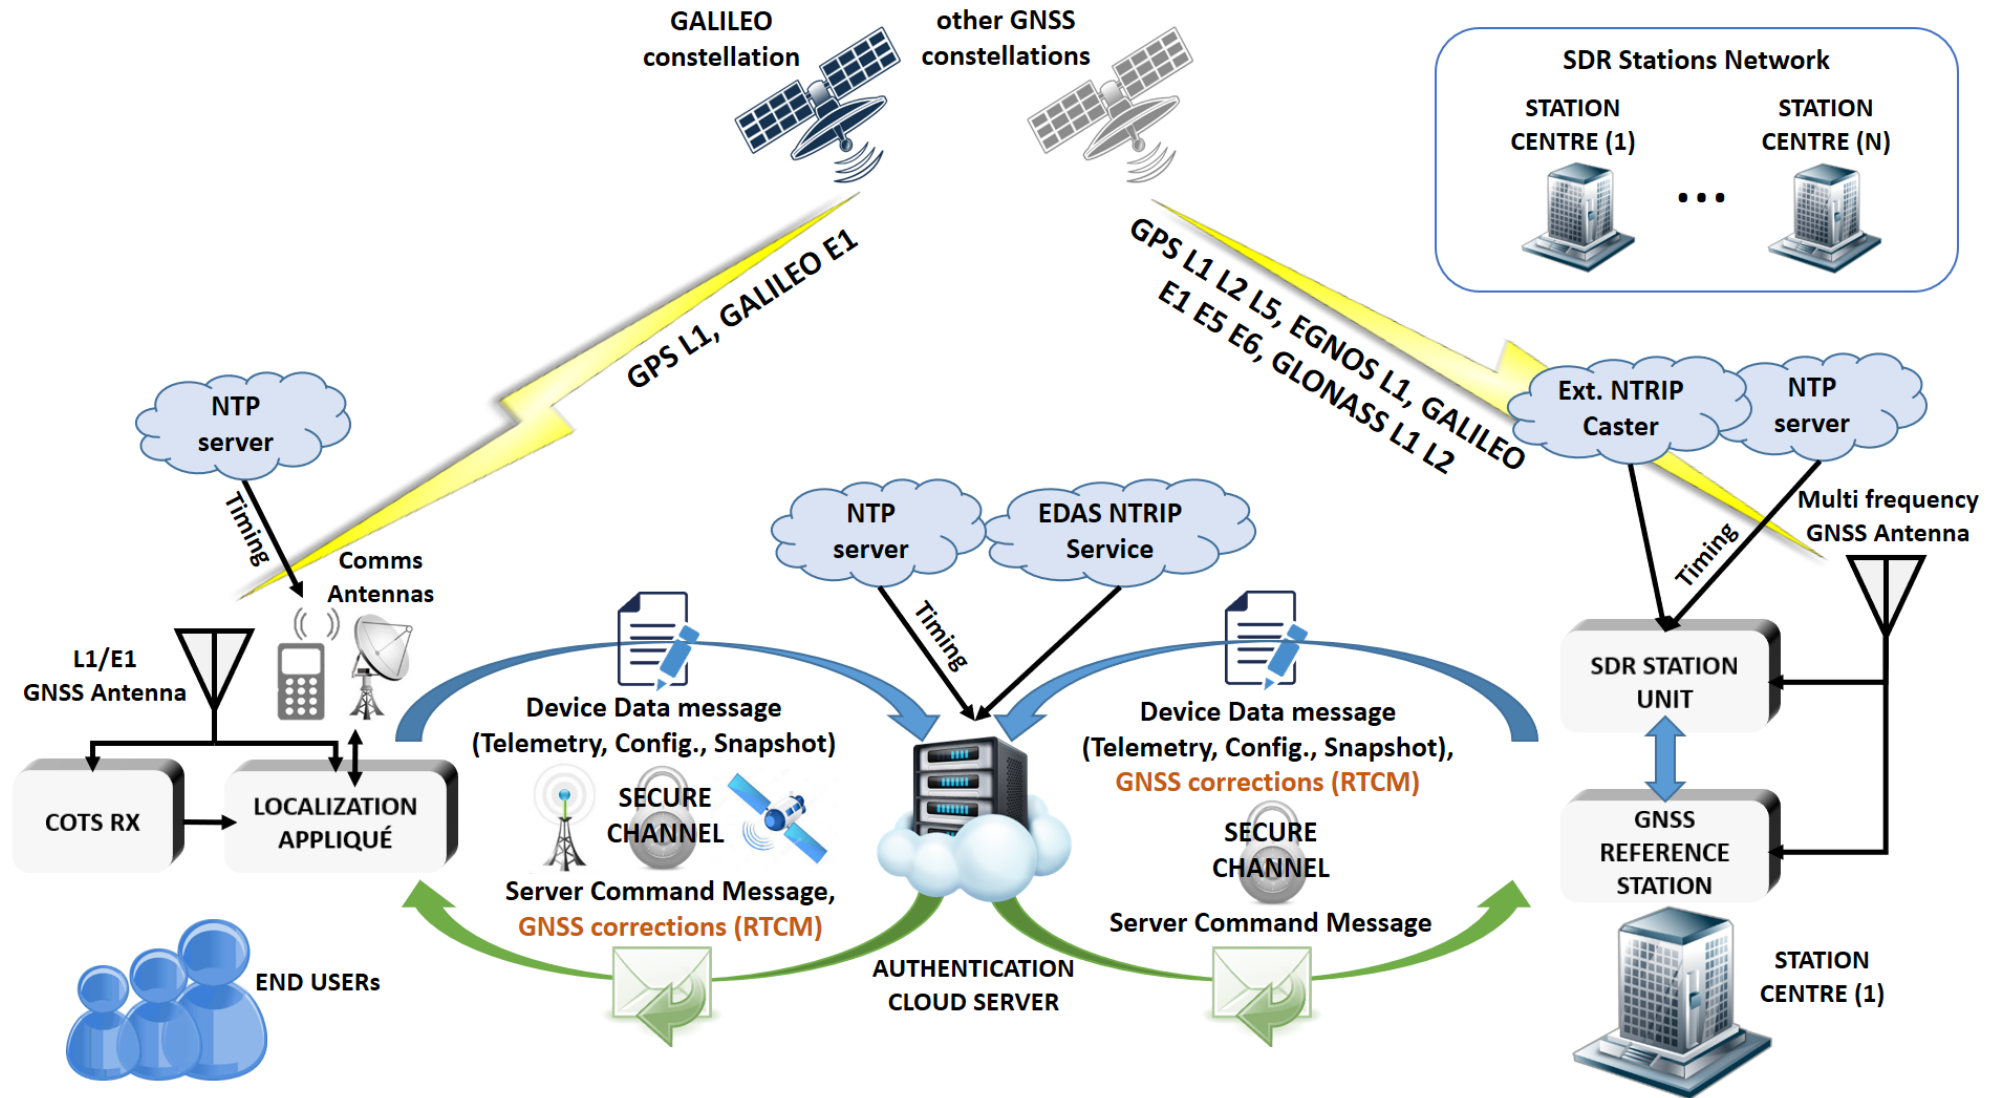 GALILEO
constellation
other GNSS
constellations
SDR Stations Network
STATION
CENTRE (1)
...
STATION
CENTRE (N)
GPS L1, GALILEO E1
GPS L1 L2 L5, EGNOS L1, GALILEO
E1 E5 E6, GLONASS L1 L2
NTP
server
Timing
Comms
Antennas
L1/E1
GNSS Antenna
COTS RX
LOCALIZATION
APPLIQUÉ
END USERs
Device Data message
(Telemetry, Config., Snapshot)
SECURE
CHANNEL
Server Command Message,
GNSS corrections (RTCM)
NTP
server
EDAS NTRIP
Service
Timing
AUTHENTICATION
CLOUD SERVER
Device Data message
(Telemetry, Config., Snapshot),
GNSS corrections (RTCM)
SECURE
CHANNEL
Server Command Message
Ext. NTRIP
Caster
NTP
server
Timing
Multi frequency
GNSS Antenna
SDR STATION
UNIT
GNSS
REFERENCE
STATION
STATION
CENTRE (1)